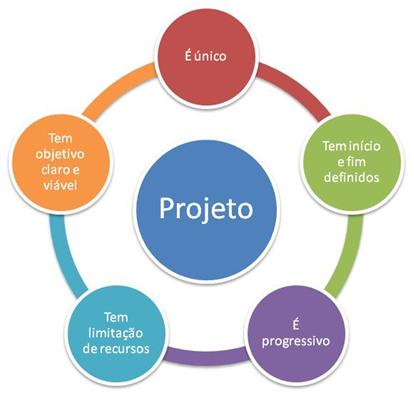 É único
Tem início
e fim
definidos
É
progressivo
Tem
limitação
de recursos
Tem
objetivo
claro e
viável
Projeto